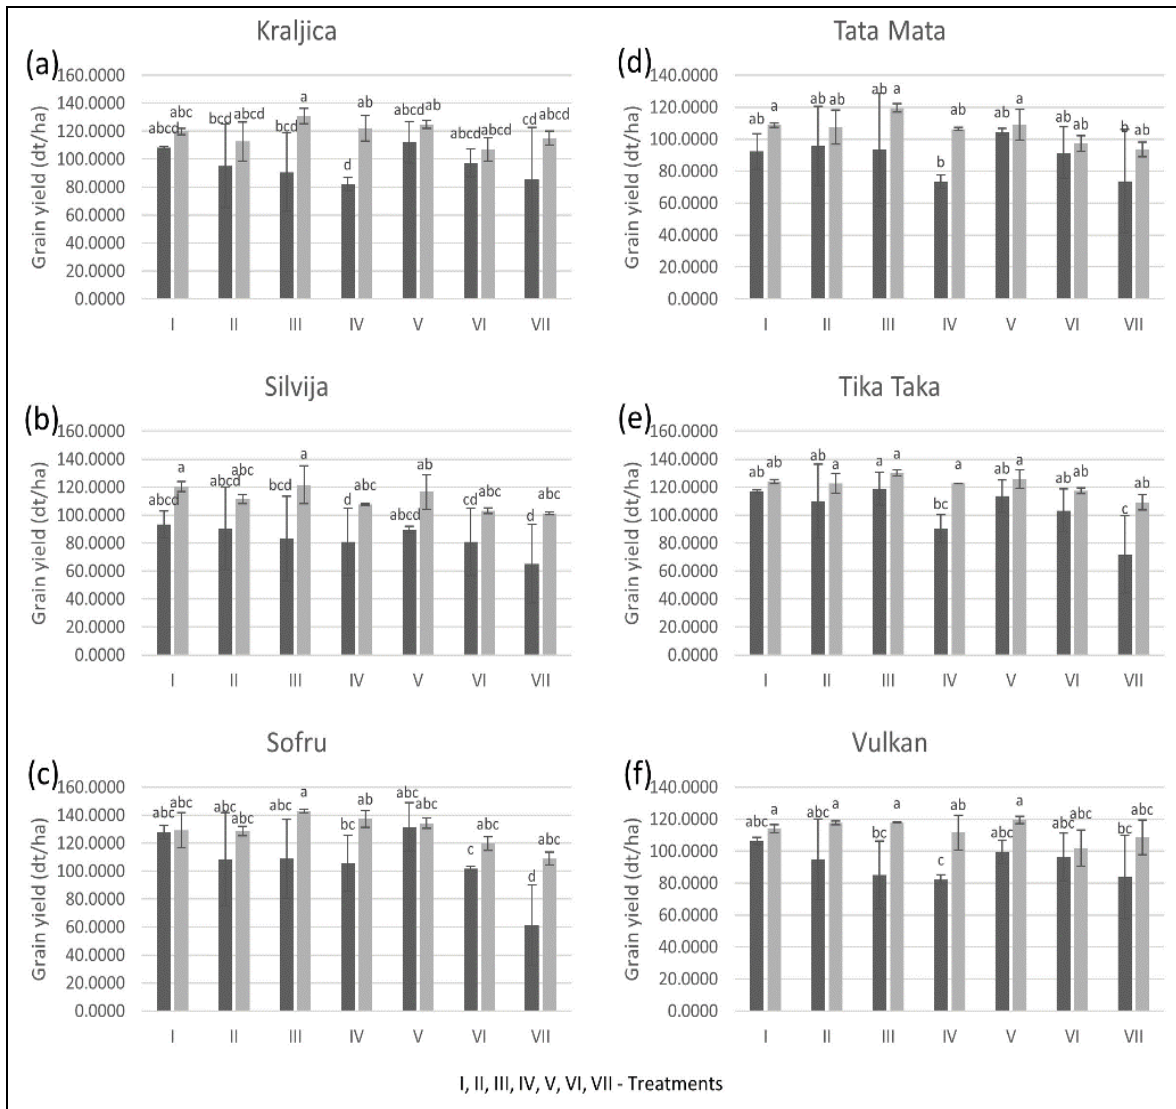 Kraljica
(a)
Grain yield (dt/ha)
160.0000
140.0000
120.0000
100.0000
80.0000
60.0000
40.0000
20.0000
0.0000
abcd abc bcd abcd bcd a d ab abcd ab abcd abcd cd abcd
I II III IV V VI VII
Silvija
(b)
Grain yield (dt/ha)
160.0000
140.0000
120.0000
100.0000
80.0000
60.0000
40.0000
20.0000
0.0000
abcd a abcd abc bcd a d abc abcd ab cd abc d abc
I II III IV V VI VII
Sofru
(c)
Grain yield (dt/ha)
160.0000
140.0000
120.0000
100.0000
80.0000
60.0000
40.0000
20.0000
0.0000
abc abc abc abc abc a bc ab abc abc c abc d abc
I II III IV V VI VII
Tata Mata
(d)
Grain yield (dt/ha)
140.0000
120.0000
100.0000
80.0000
60.0000
40.0000
20.0000
0.0000
ab a ab ab ab a b ab ab a ab ab b ab
I II III IV V VI VII
Tika Taka
(e)
Grain yield (dt/ha)
160.0000
140.0000
120.0000
100.0000
80.0000
60.0000
40.0000
20.0000
0.0000
ab ab ab a ab a bc a ab a ab ab c ab
I II III IV V VI VII
Vulkan
(f)
Grain yield (dt/ha)
140.0000
120.0000
100.0000
80.0000
60.0000
40.0000
20.0000
0.0000
abc a abc a bc a c ab abc a abc abc bc abc
I II III IV V VI VII
I, II, III, IV, V, VI, VII - Treatments